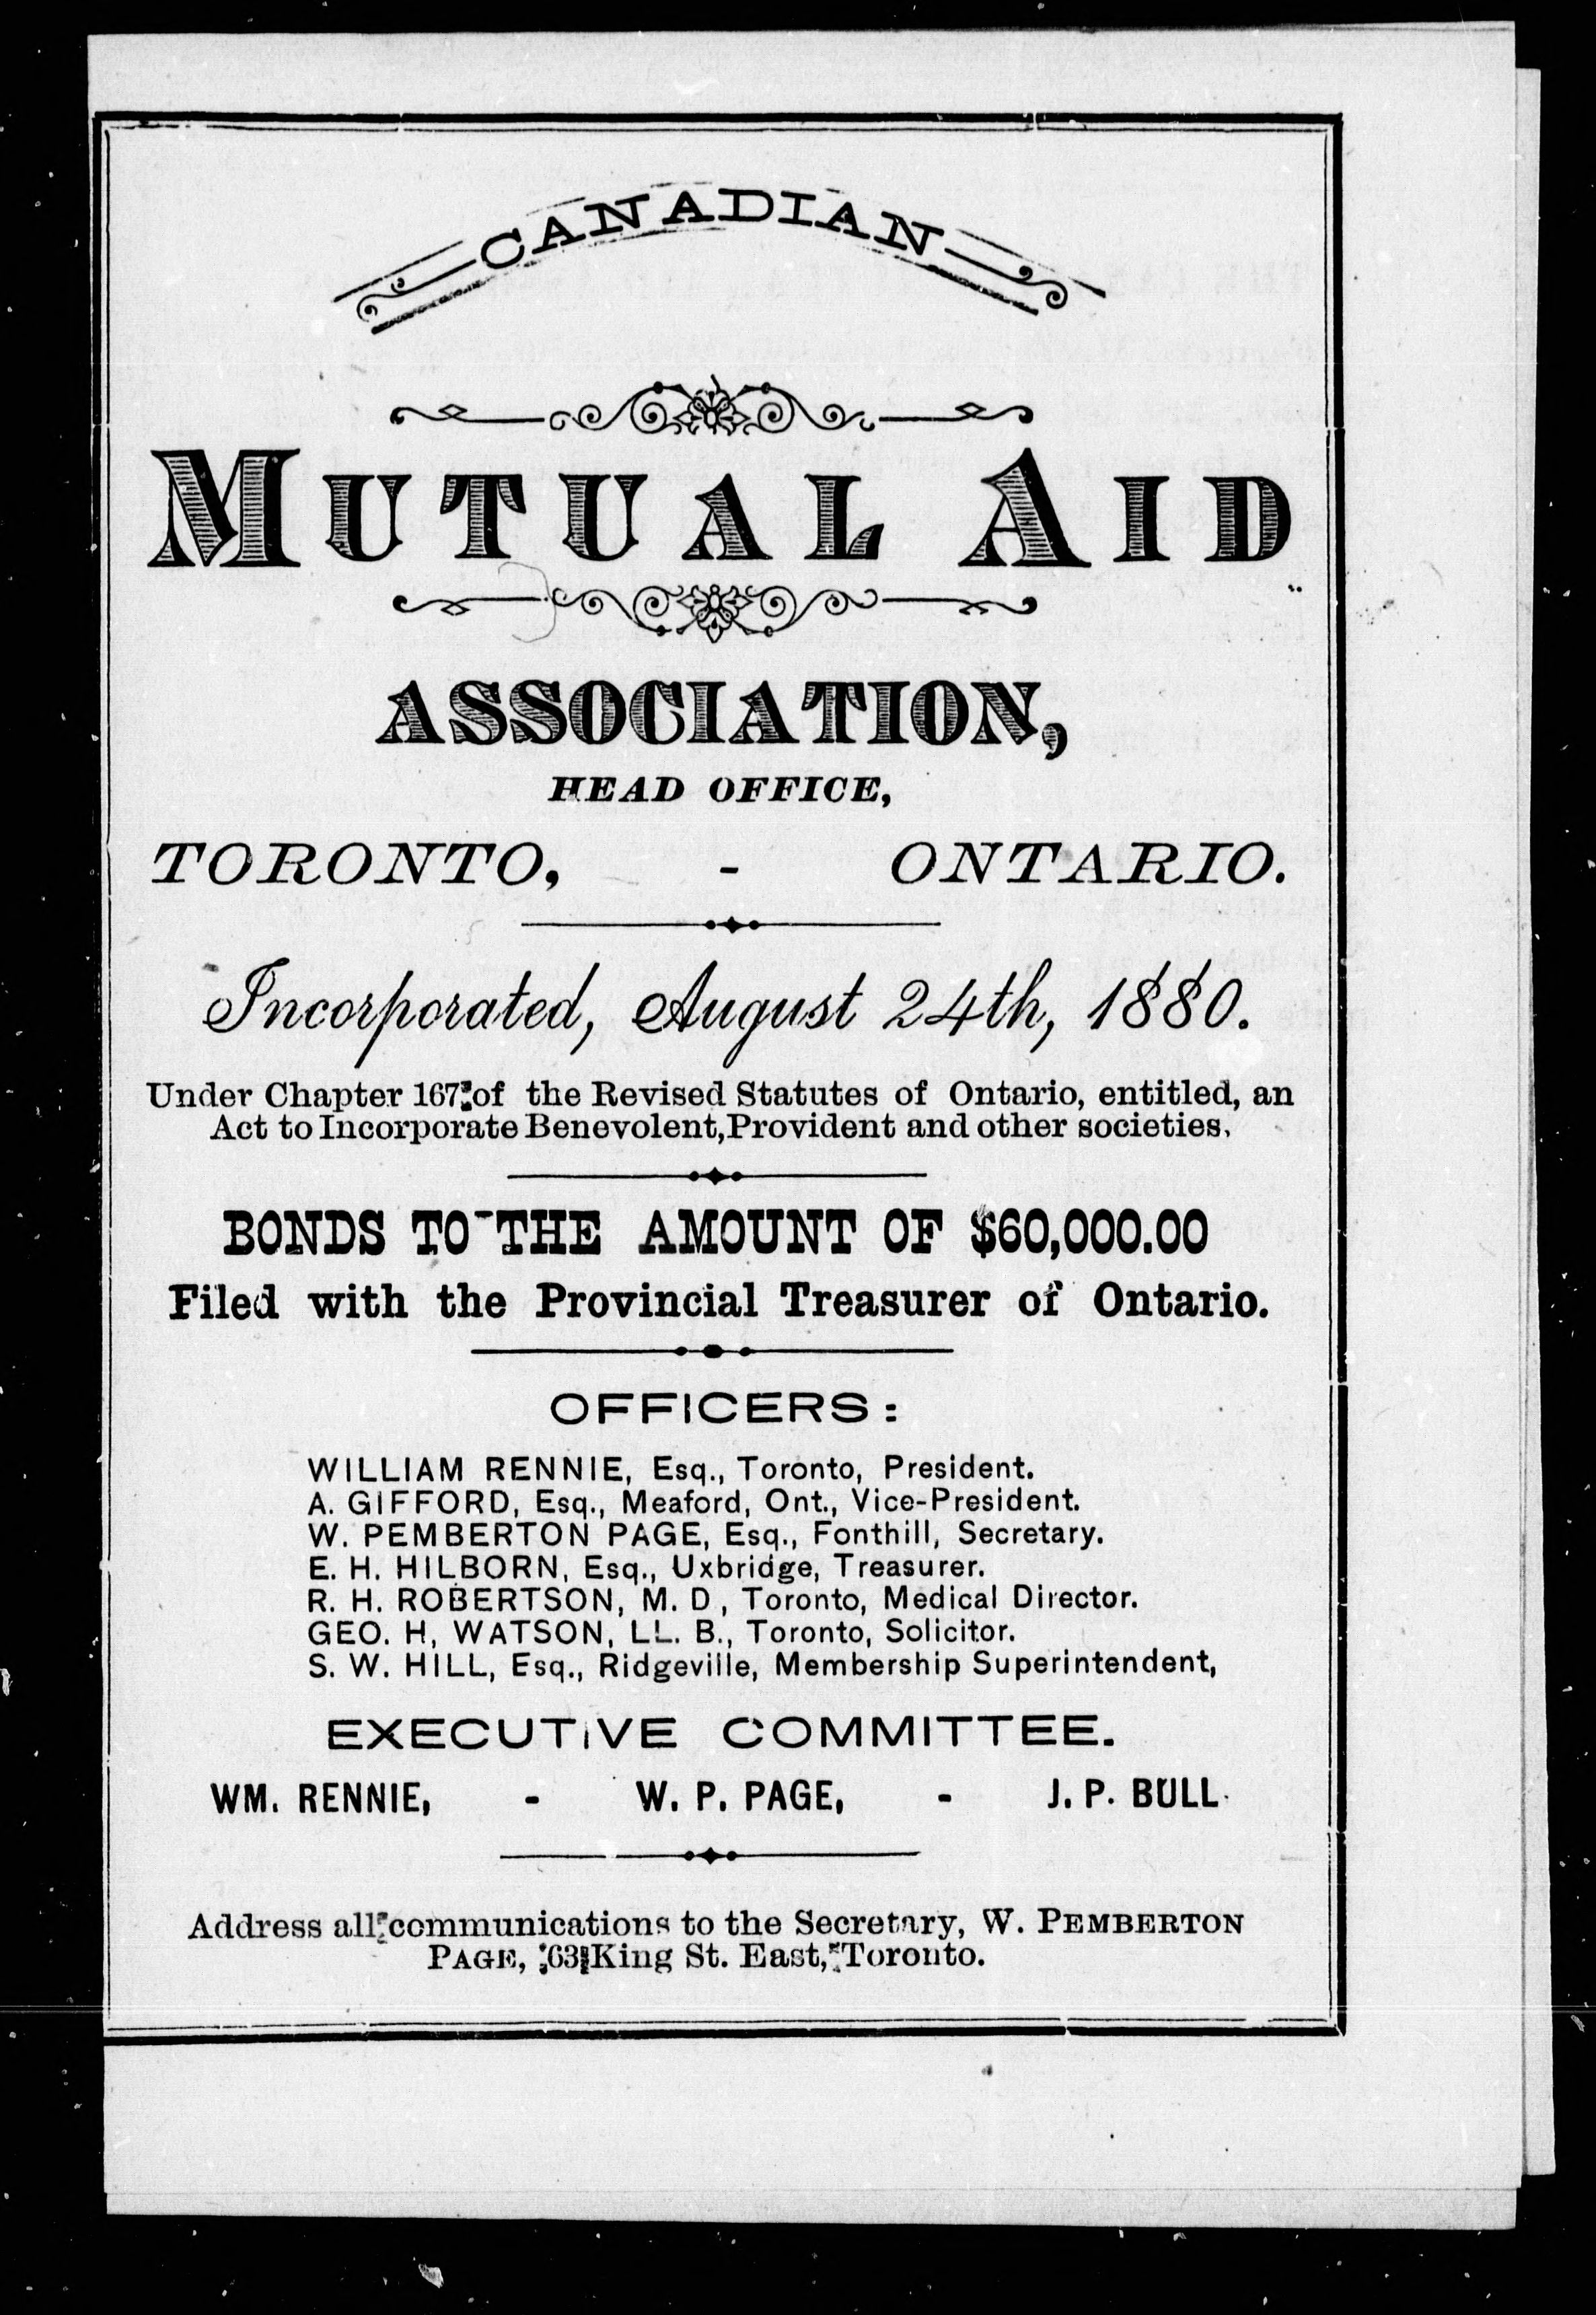 CANADIAN
MUTUAL AID
ASSOCIATION,
HEAD OFFICE,
TORONTO, - ONTARIO.
Incorporated, August 24th, 1880.
Under Chapter 167 of the Revised Statutes of Ontario, entitled, an
Act to Incorporate Benevolent, Provident and other societies.
BONDS TO THE AMOUNT OF $60,000.00
Filed with the Provincial Treasurer of Ontario.
OFFICERS:
WILLIAM RENNIE, Esq., Toronto, President.
A. GIFFORD, Esq., Meaford, Ont., Vice-President.
W. PEMBERTON PAGE, Esq., Fonthill, Secretary.
E. H. HILBORN, Esq., Uxbridge, Treasurer.
R. H. ROBERTSON, M. D, Toronto, Medical Director.
GEO. H, WATSON, LL. B., Toronto, Solicitor.
S. W. HILL, Esq., Ridgeville, Membership Superintendent,
EXECUTIVE COMMITTEE.
WM. RENNIE, - W. P. PAGE, - J. P. BULL.
Address all communications to the Secretary, W. PEMBERTON
PAGE, 63 King St. East, Toronto.